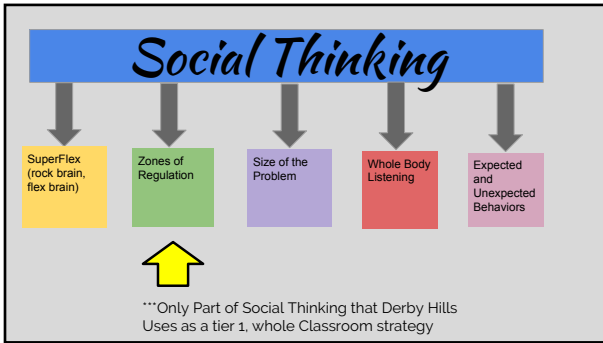 Social Thinking
SuperFlex
(rock brain,
flex brain)
Zones of
Regulation
Size of the
Problem
Whole Body
Listening
Expected
and
Unexpected
Behaviors
***Only Part of Social Thinking that Derby Hills
Uses as a tier 1, whole Classroom strategy